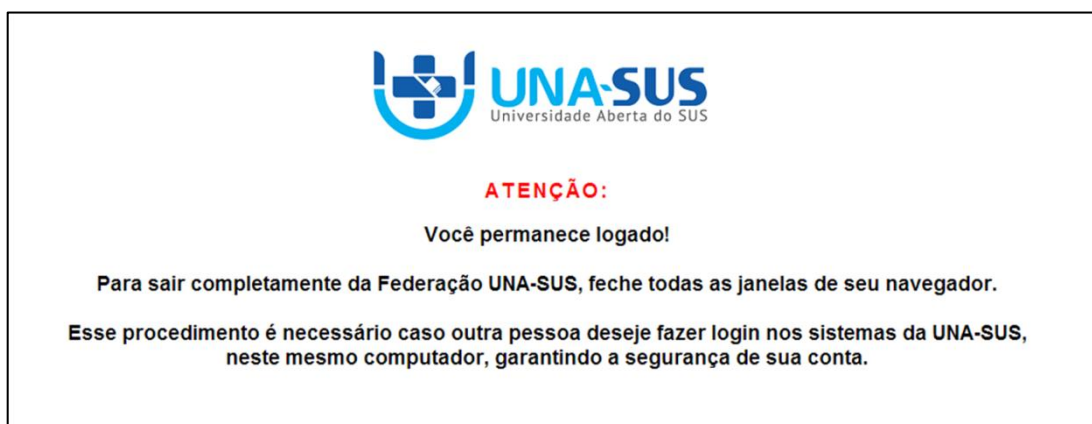 UNA-SUS
Universidade Aberta do SUS
ATENÇÃO:
Você permanece logado!
Para sair completamente da Federação UNA-SUS, feche todas as janelas de seu navegador.
Esse procedimento é necessário caso outra pessoa deseje fazer login nos sistemas da UNA-SUS,
neste mesmo computador, garantindo a segurança de sua conta.